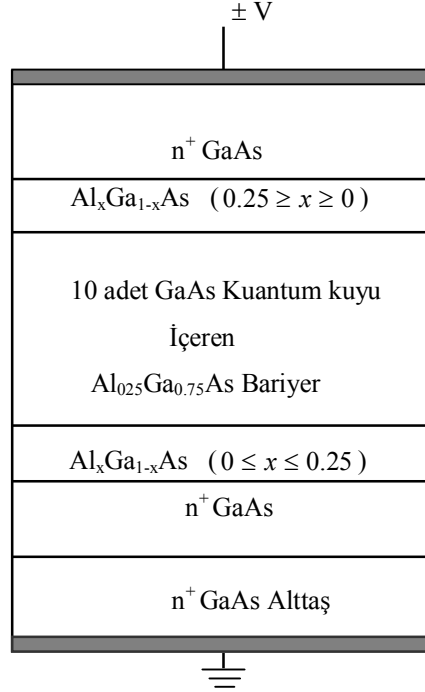 ± V
n⁺ GaAs
AlₓGa₁₋ₓAs ( 0.25 ≥ x ≥ 0 )
10 adet GaAs Kuantum kuyu
İçeren
Al₀₂₅Ga₀.₇₅As Bariyer
AlₓGa₁₋ₓAs ( 0 ≤ x ≤ 0.25 )
n⁺ GaAs
n⁺ GaAs Alttaş